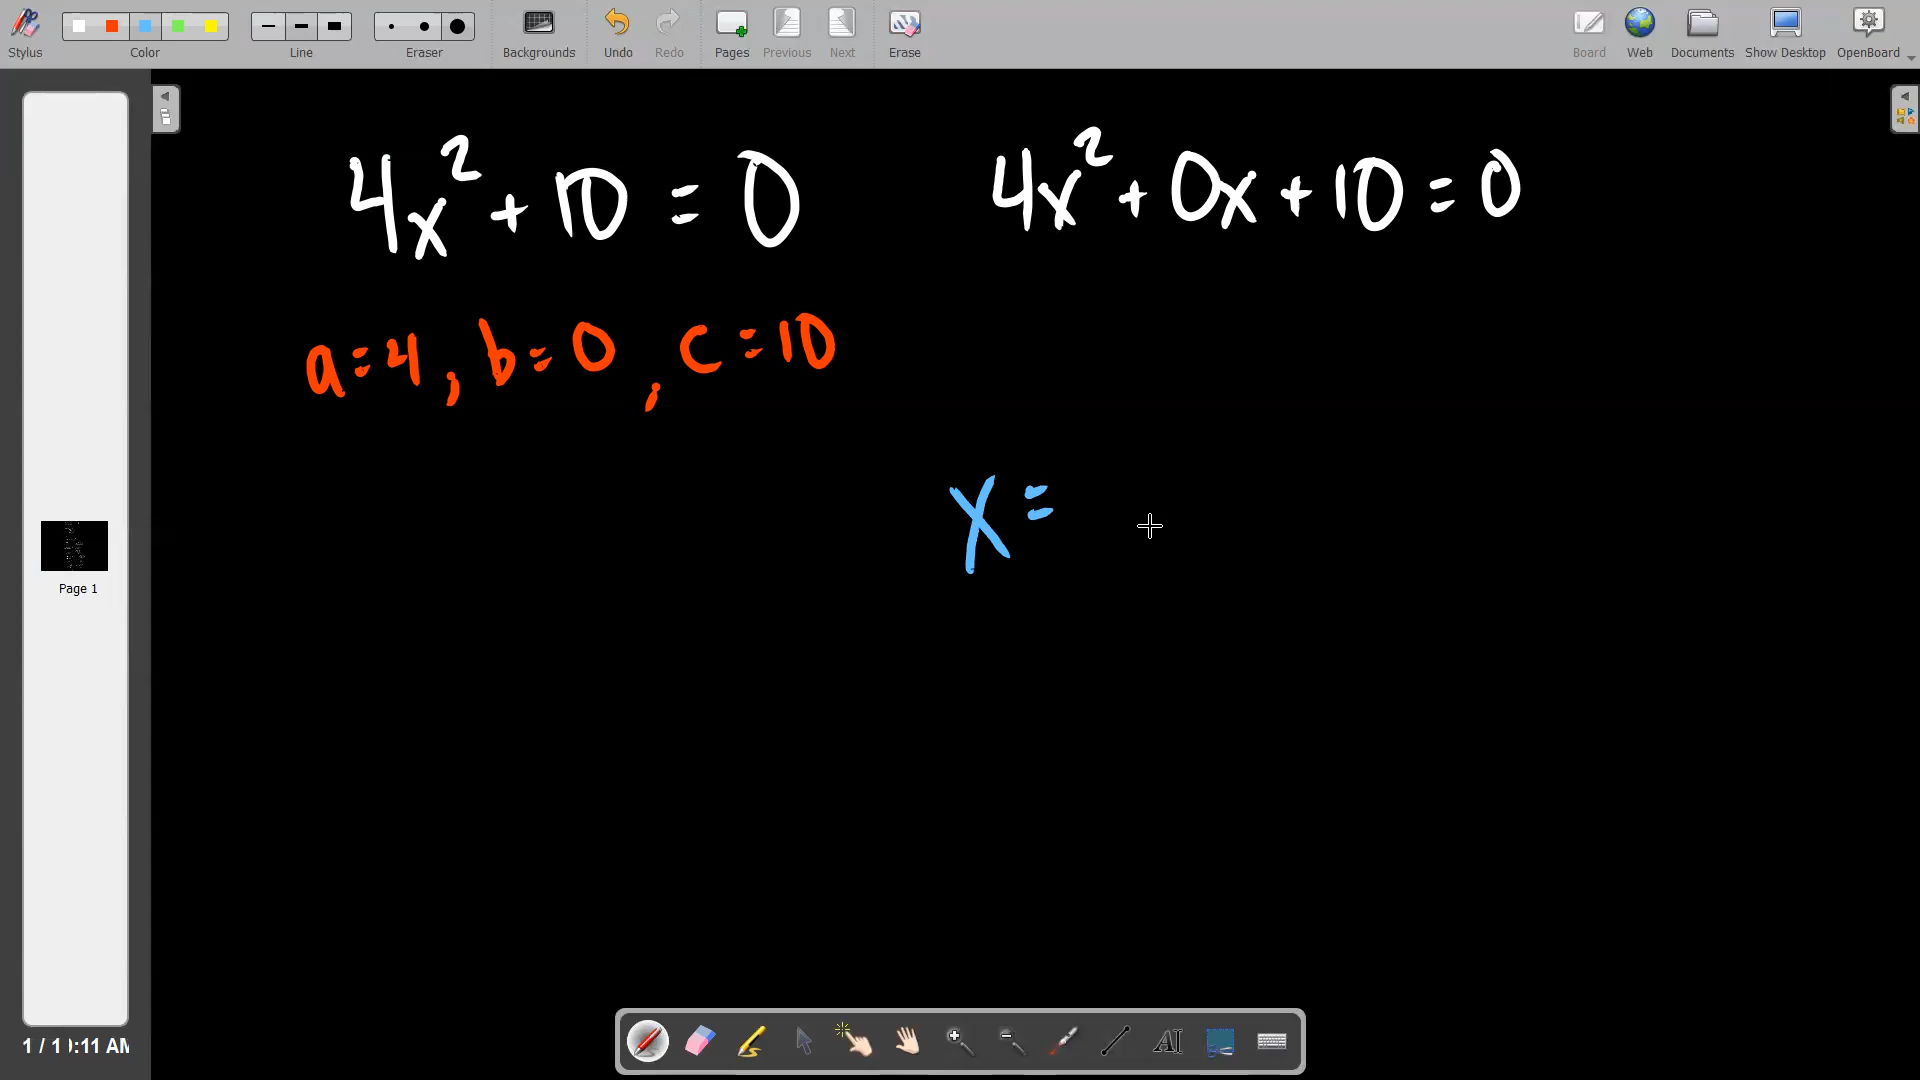 Stylus Color Line Eraser Backgrounds Undo Redo Pages Previous Next Erase Board Web Documents Show Desktop OpenBoard
4x² + 10 = 0
4x² + 0x + 10 = 0
a = 4, b = 0, c = 10
x =
Page 1
AI